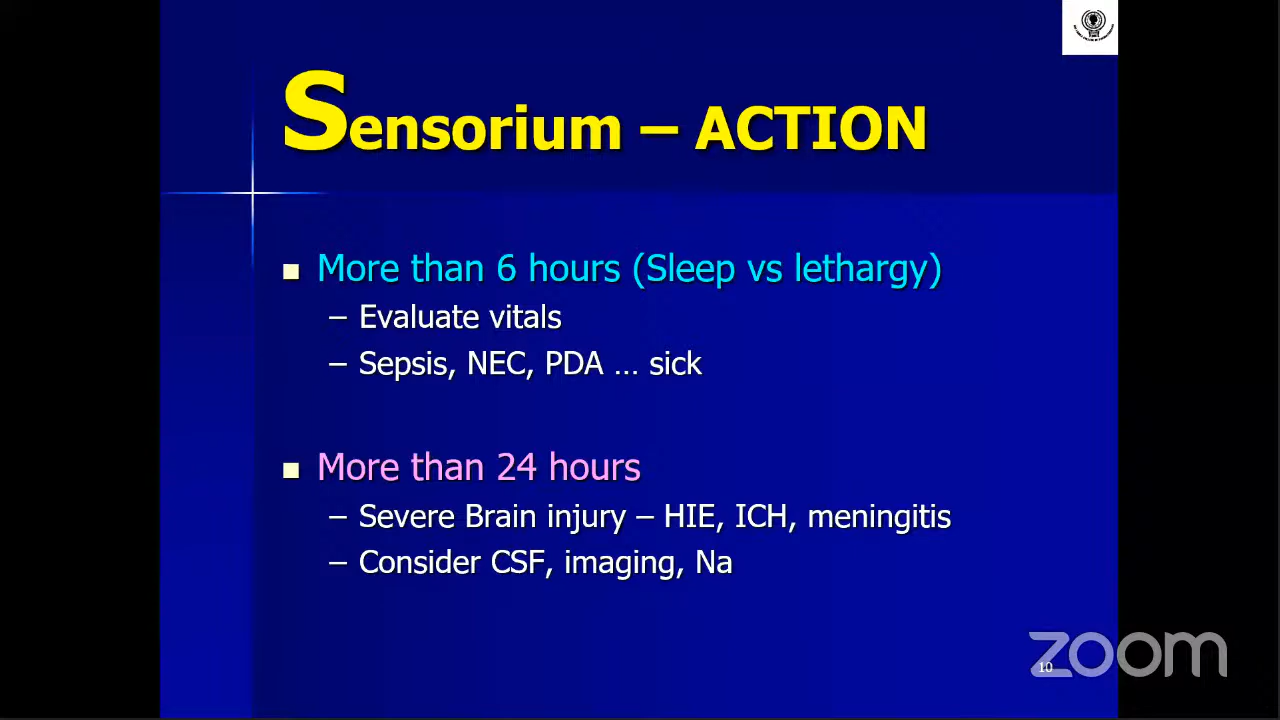 Sensorium – ACTION
More than 6 hours (Sleep vs lethargy)
– Evaluate vitals
– Sepsis, NEC, PDA ... sick
More than 24 hours
– Severe Brain injury – HIE, ICH, meningitis
– Consider CSF, imaging, Na
zoom
10